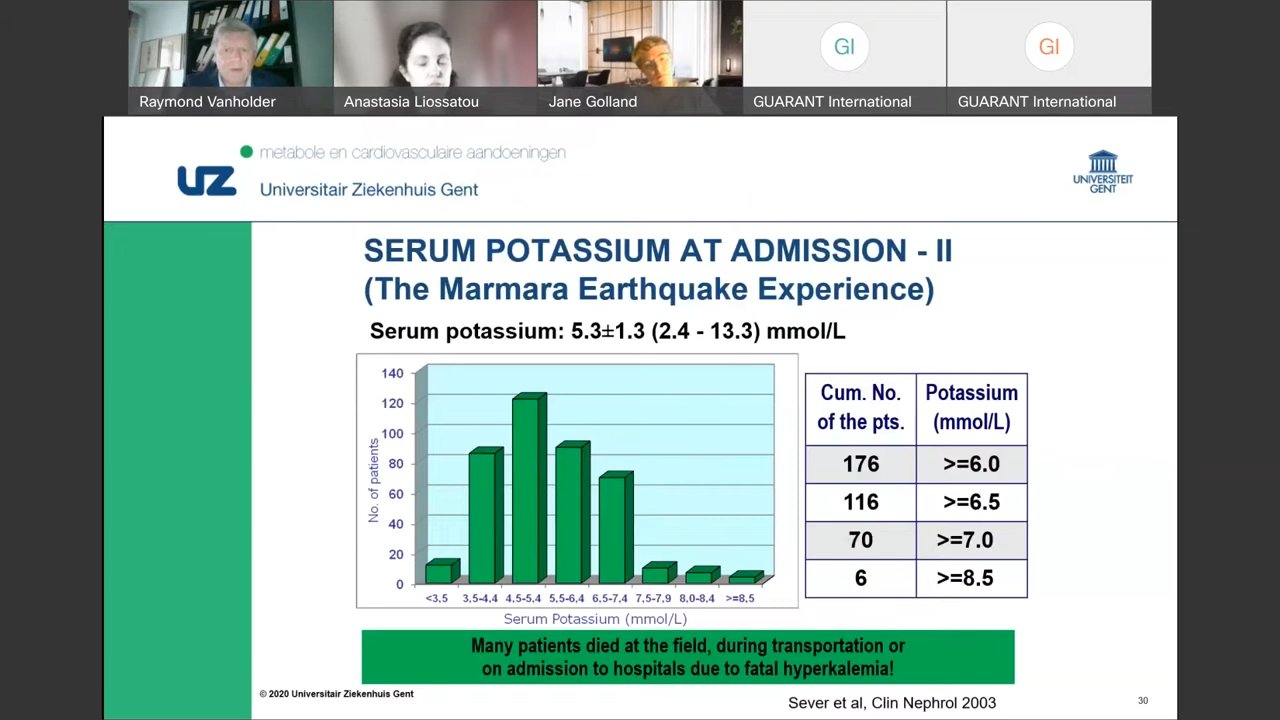 GI
GI
Raymond Vanholder
Anastasia Liossatou
Jane Golland
GUARANT International
GUARANT International
metabole en cardiovasculaire aandoeningen
UZ
Universitair Ziekenhuis Gent
UNIVERSITEIT
GENT
SERUM POTASSIUM AT ADMISSION - II
(The Marmara Earthquake Experience)
Serum potassium: 5.3±1.3 (2.4 - 13.3) mmol/L
No. of patients
140
120
100
80
60
40
20
0
<3,5 3,5-4,4 4,5-5,4 5,5-6,4 6,5-7,4 7,5-7,9 8,0-8,4 >=8,5
Serum Potassium (mmol/L)
Cum. No. of the pts. Potassium (mmol/L)
176 >=6.0
116 >=6.5
70 >=7.0
6 >=8.5
Many patients died at the field, during transportation or
on admission to hospitals due to fatal hyperkalemia!
© 2020 Universitair Ziekenhuis Gent
Sever et al, Clin Nephrol 2003
30